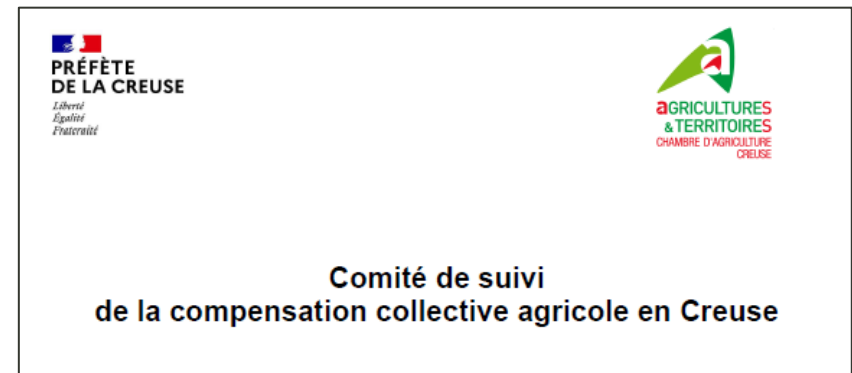 PRÉFÈTE
DE LA CREUSE
Liberté
Égalité
Fraternité
aGRICULTURES
& TERRITOIRES
CHAMBRE D'AGRICULTURE
CREUSE
Comité de suivi
de la compensation collective agricole en Creuse